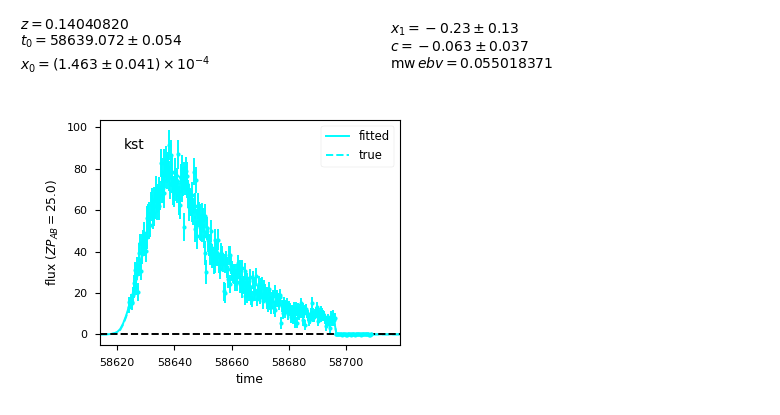 z = 0.14040820
t₀ = 58639.072 ± 0.054
x₀ = (1.463 ± 0.041) × 10⁻⁴
x₁ = −0.23 ± 0.13
c = −0.063 ± 0.037
mw ebv = 0.055018371
kst
fitted
true
100
80
60
40
20
0
flux (ZP_AB = 25.0)
58620 58640 58660 58680 58700
time